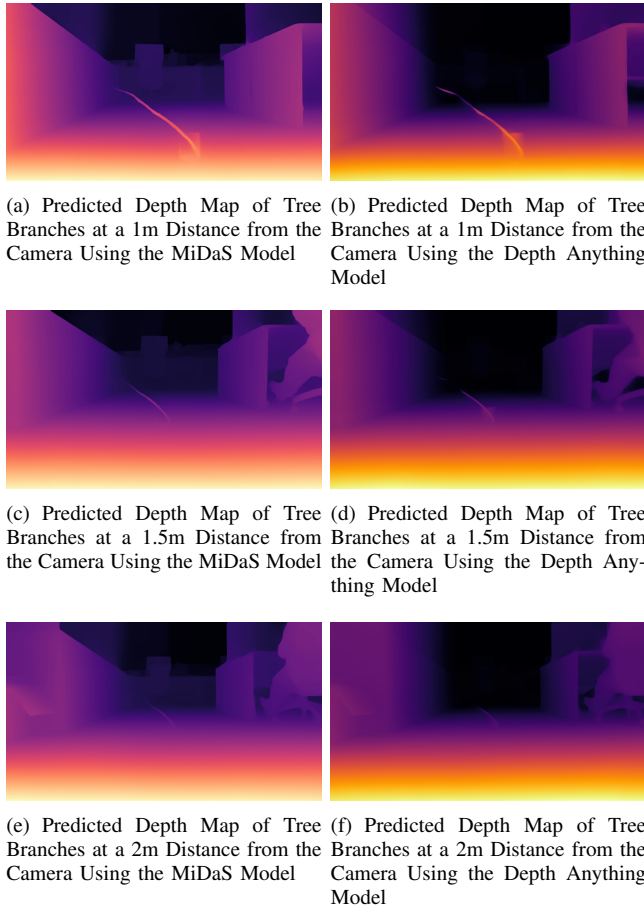 (a) Predicted Depth Map of Tree
Branches at a 1m Distance from the
Camera Using the MiDaS Model
(b) Predicted Depth Map of Tree
Branches at a 1m Distance from the
Camera Using the Depth Anything
Model
(c) Predicted Depth Map of Tree
Branches at a 1.5m Distance from
the Camera Using the MiDaS Model
(d) Predicted Depth Map of Tree
Branches at a 1.5m Distance from
the Camera Using the Depth Any-
thing Model
(e) Predicted Depth Map of Tree
Branches at a 2m Distance from the
Camera Using the MiDaS Model
(f) Predicted Depth Map of Tree
Branches at a 2m Distance from the
Camera Using the Depth Anything
Model